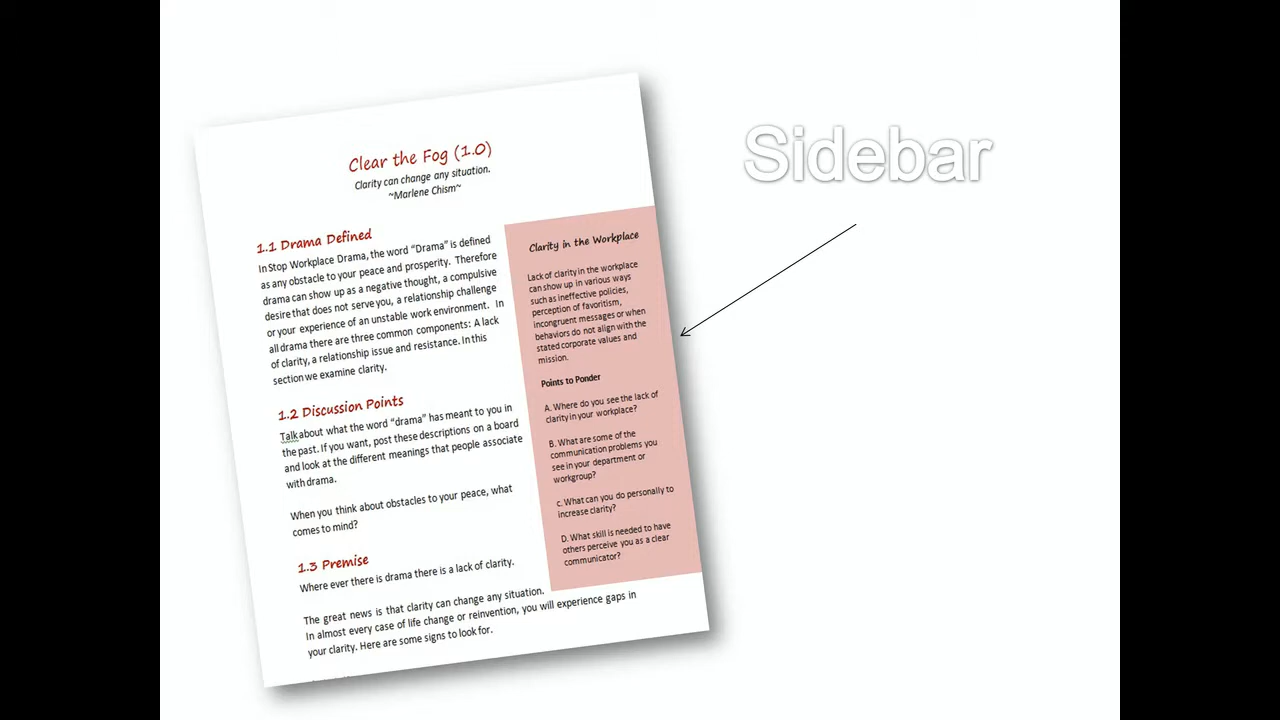 Clear the Fog (1.0)
Clarity can change any situation.
~Marlene Chism~
1.1 Drama Defined
In Stop Workplace Drama, the word “Drama” is defined
as any obstacle to your peace and prosperity. Therefore
drama can show up as a negative thought, a compulsive
desire that does not serve you, a relationship challenge
or your experience of an unstable work environment. In
all drama there are three common components: A lack
of clarity, a relationship issue and resistance. In this
section we examine clarity.
1.2 Discussion Points
Talk about what the word “drama” has meant to you in
the past. If you want, post these descriptions on a board
and look at the different meanings that people associate
with drama.
When you think about obstacles to your peace, what
comes to mind?
1.3 Premise
Where ever there is drama there is a lack of clarity.
The great news is that clarity can change any situation.
In almost every case of life change or reinvention, you will experience gaps in
your clarity. Here are some signs to look for.
Clarity in the Workplace
Lack of clarity in the workplace
can show up in various ways
such as ineffective policies,
perception of favoritism,
incongruent messages or when
behaviors do not align with the
stated corporate values and
mission.
Points to Ponder
A. Where do you see the lack of
clarity in your workplace?
B. What are some of the
communication problems you
see in your department or
workgroup?
c. What can you do personally to
increase clarity?
D. What skill is needed to have
others perceive you as a clear
communicator?
Sidebar